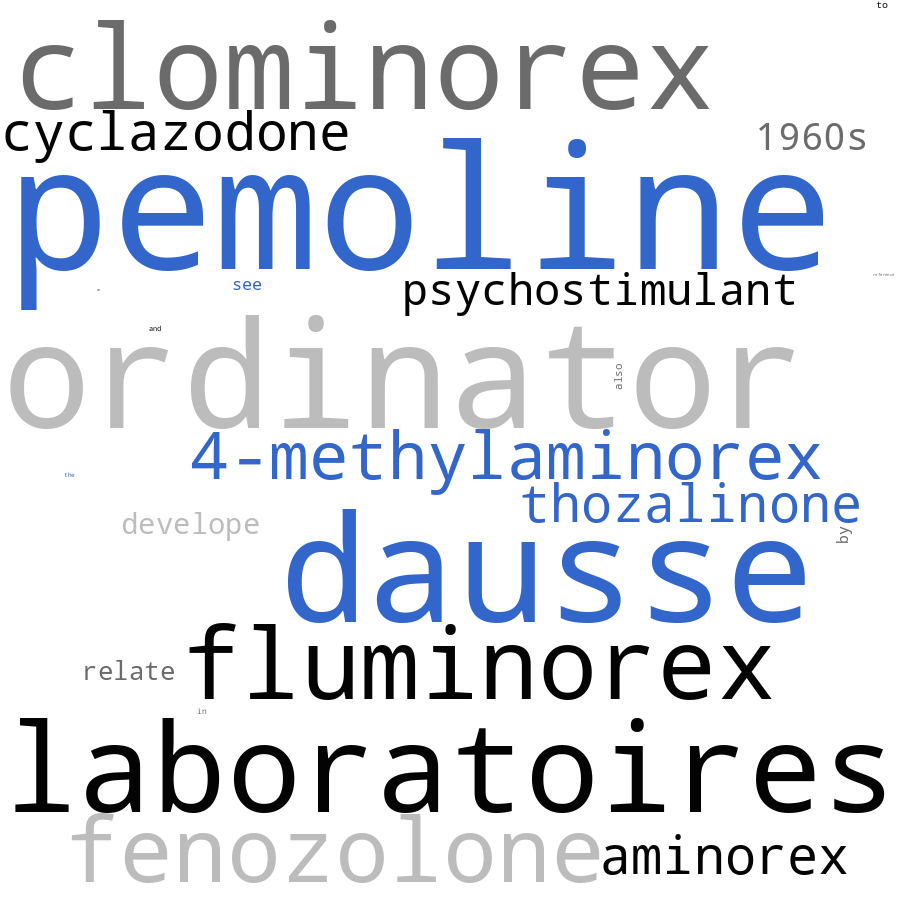 to
clominorex
cyclazodone
1960s
pemoline
see
psychostimulant
and
ordinator
also
4-methylaminorex
the
thozalinone
develope
by
dausse
fluminorex
relate
in
laboratoires
fenozolone
aminorex